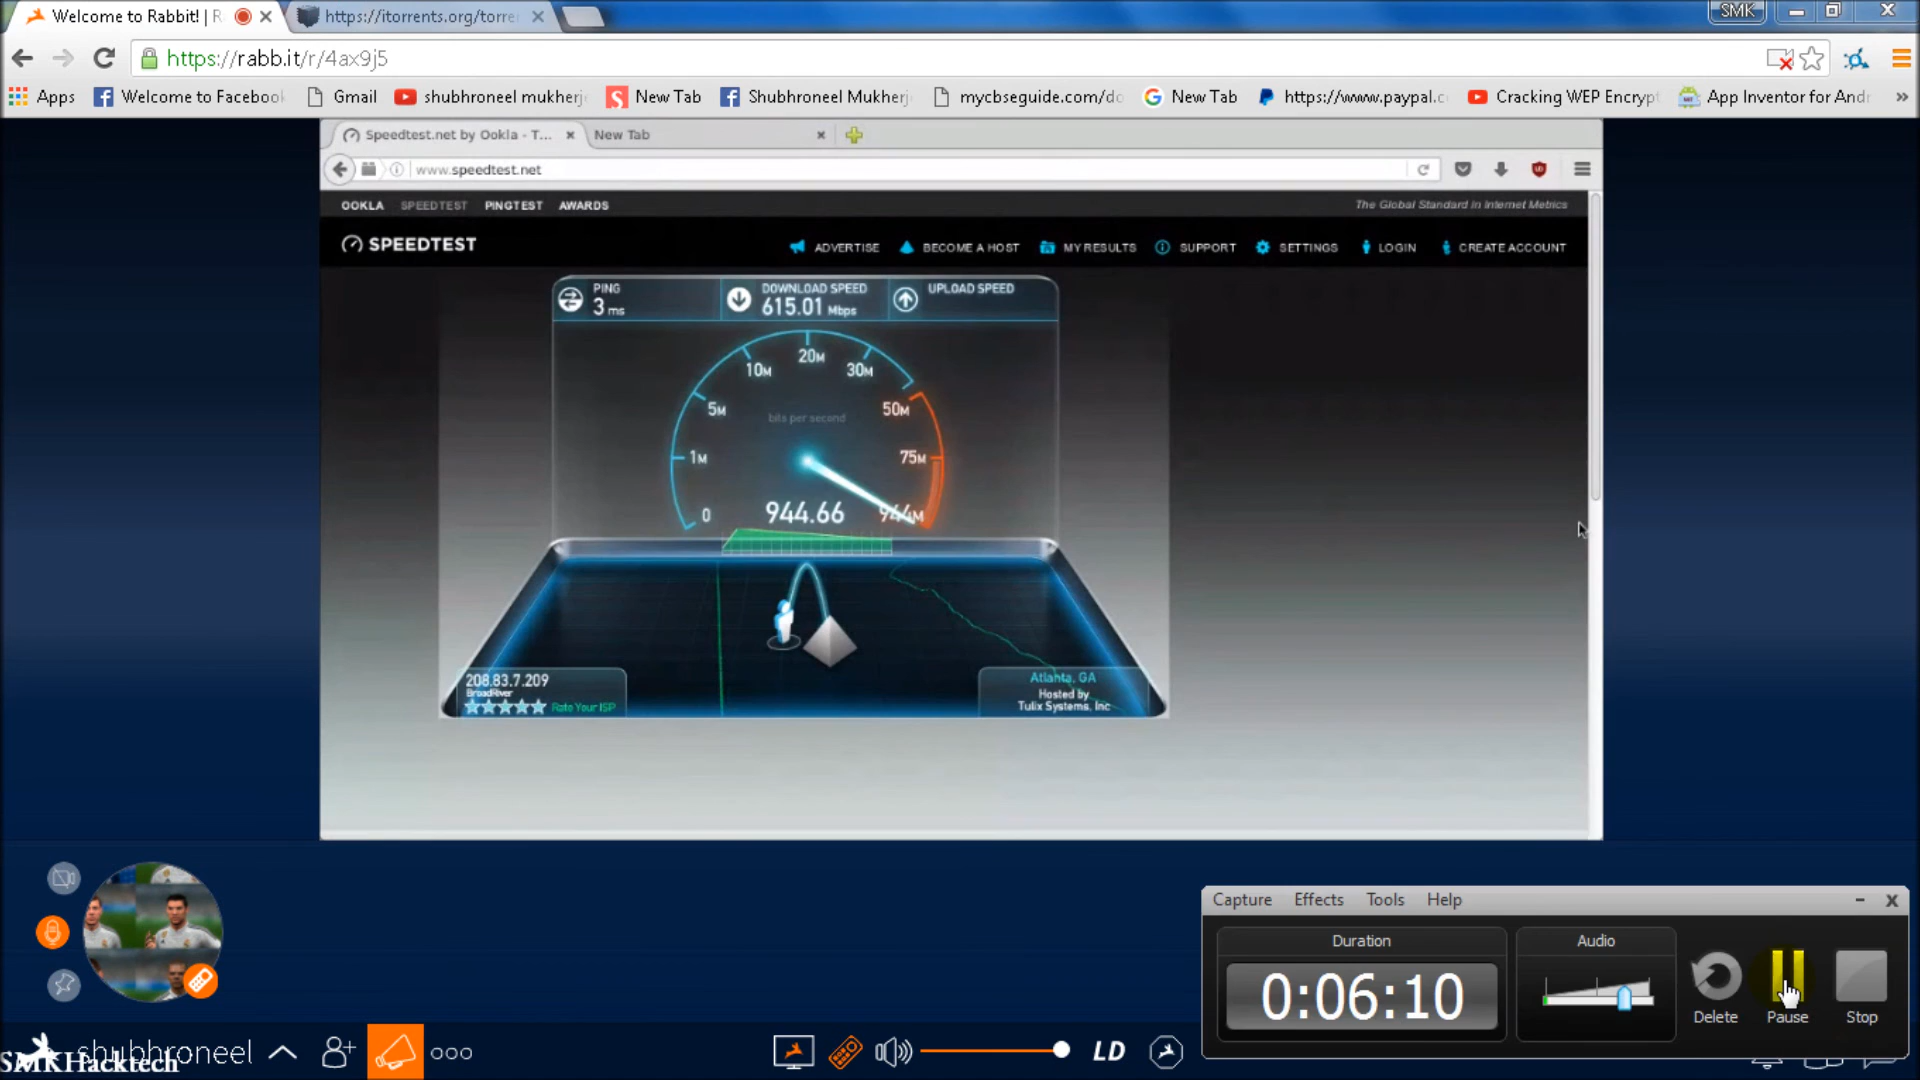 Welcome to Rabbit! | R
https://itorrents.org/torre
SMK
https://rabb.it/r/4ax9j5
Apps
Welcome to Facebook
Gmail
shubhroneel mukherj
New Tab
Shubhroneel Mukherj
mycbseguide.com/do
New Tab
https://www.paypal.c
Cracking WEP Encrypt
App Inventor for Andr
»
Speedtest.net by Ookla - T...
New Tab
www.speedtest.net
OOKLA
SPEEDTEST
PINGTEST
AWARDS
The Global Standard in Internet Metrics
SPEEDTEST
ADVERTISE
BECOME A HOST
MY RESULTS
SUPPORT
SETTINGS
LOGIN
CREATE ACCOUNT
PING
3 ms
DOWNLOAD SPEED
615.01 Mbps
UPLOAD SPEED
20M
10M
30M
5M
50M
bits per second
1M
75M
0
944.66
944M
208.83.7.209
BroadRiver
Rate Your ISP
Atlanta, GA
Hosted by
Tulix Systems, Inc
Capture
Effects
Tools
Help
Duration
Audio
0:06:10
Delete
Pause
Stop
shubhroneel
SMKHacktech
LD